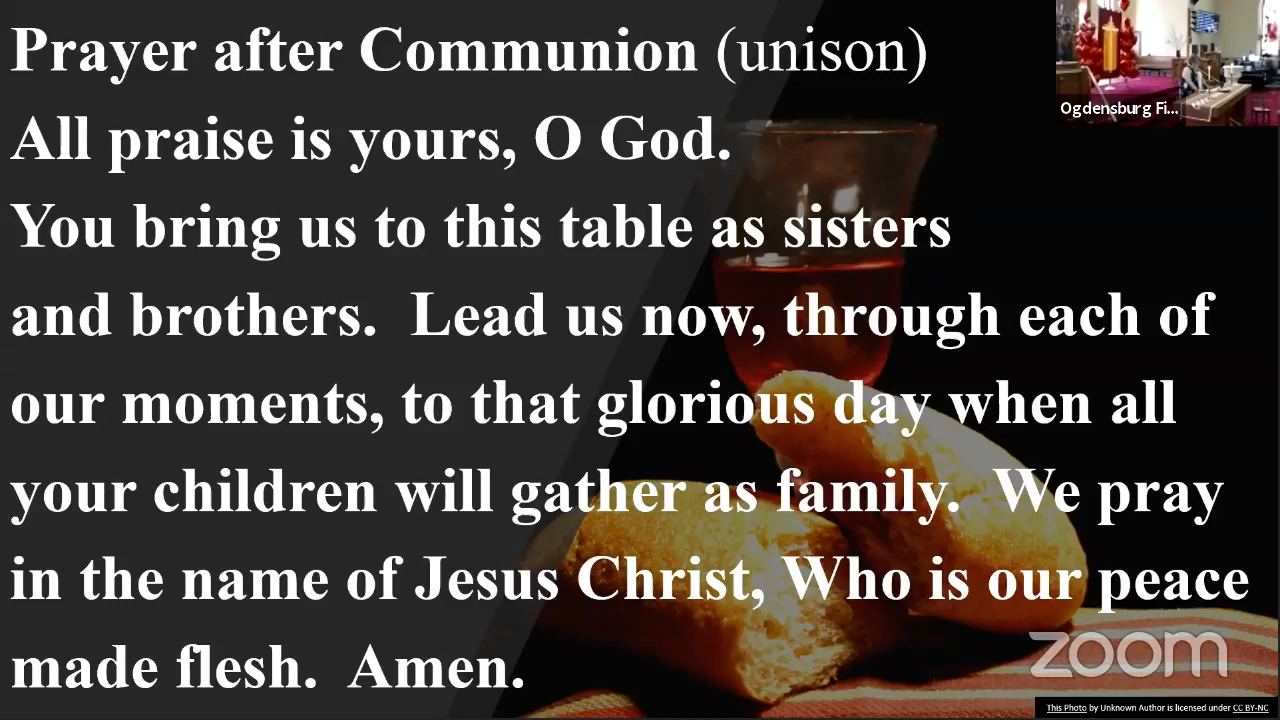 Prayer after Communion (unison)
All praise is yours, O God.
You bring us to this table as sisters
and brothers.  Lead us now, through each of
our moments, to that glorious day when all
your children will gather as family.  We pray
in the name of Jesus Christ, Who is our peace
made flesh.  Amen.
Ogdensburg Fi...
zoom
This Photo by Unknown Author is licensed under CC BY-NC